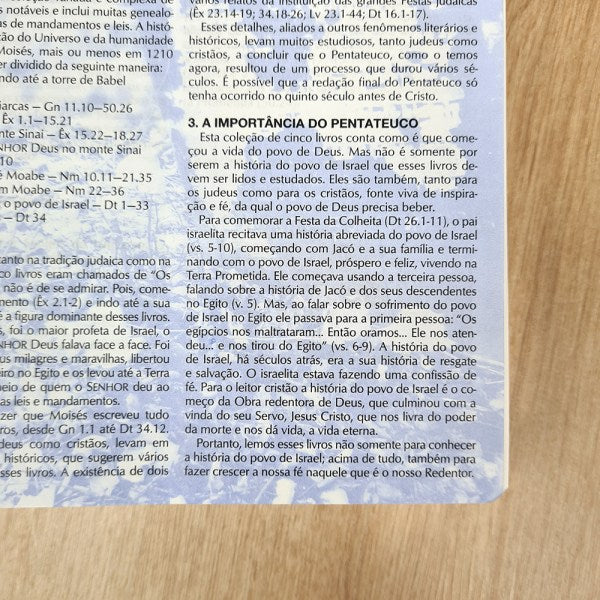 notáveis e inclui muitas genealo-
de mandamentos e leis. A histó-
ção do Universo e da humanidade
Moisés, mais ou menos em 1210
er dividido da seguinte maneira:
ndo até a torre de Babel
iarcas – Gn 11.10–50.26
Êx 1.1–15.21
nte Sinai – Êx 15.22–18.27
NHOR Deus no monte Sinai
10
é Moabe – Nm 10.11–21.35
m Moabe – Nm 22–36
o povo de Israel – Dt 1–33
– Dt 34
tanto na tradição judaica como na
co livros eram chamados de “Os
não é de se admirar. Pois, come-
mento (Êx 2.1-2) e indo até a sua
é a figura dominante desses livros.
s, foi o maior profeta de Israel, o
NHOR Deus falava face a face. Foi
us milagres e maravilhas, libertou
iro no Egito e os levou até a Terra
meio de quem o SENHOR deu ao
as leis e mandamentos.
zer que Moisés escreveu tudo
ros, desde Gn 1.1 até Dt 34.12.
deus como cristãos, levam em
históricos, que sugerem vários
sses livros. A existência de dois
vários relatos da instituição das grandes Festas judaicas
(Êx 23.14-19; 34.18-26; Lv 23.1-44; Dt 16.1-17).
Esses detalhes, aliados a outros fenômenos literários e
históricos, levam muitos estudiosos, tanto judeus como
cristãos, a concluir que o Pentateuco, como o temos
agora, resultou de um processo que durou vários sé-
culos. É possível que a redação final do Pentateuco só
tenha ocorrido no quinto século antes de Cristo.
3. A IMPORTÂNCIA DO PENTATEUCO
Esta coleção de cinco livros conta como é que come-
çou a vida do povo de Deus. Mas não é somente por
serem a história do povo de Israel que esses livros de-
vem ser lidos e estudados. Eles são também, tanto para
os judeus como para os cristãos, fonte viva de inspira-
ção e fé, da qual o povo de Deus precisa beber.
Para comemorar a Festa da Colheita (Dt 26.1-11), o pai
israelita recitava uma história abreviada do povo de Israel
(vs. 5-10), começando com Jacó e a sua família e termi-
nando com o povo de Israel, próspero e feliz, vivendo na
Terra Prometida. Ele começava usando a terceira pessoa,
falando sobre a história de Jacó e dos seus descendentes
no Egito (v. 5). Mas, ao falar sobre o sofrimento do povo
de Israel no Egito ele passava para a primeira pessoa: “Os
egípcios nos maltrataram... Então oramos... Ele nos aten-
deu... e nos tirou do Egito” (vs. 6-9). A história do povo
de Israel, há séculos atrás, era a sua história de resgate
e salvação. O israelita estava fazendo uma confissão de
fé. Para o leitor cristão a história do povo de Israel é o co-
meço da Obra redentora de Deus, que culminou com a
vinda do seu Servo, Jesus Cristo, que nos livra do poder
da morte e nos dá vida, a vida eterna.
Portanto, lemos esses livros não somente para conhecer
a história do povo de Israel; acima de tudo, também para
fazer crescer a nossa fé naquele que é o nosso Redentor.